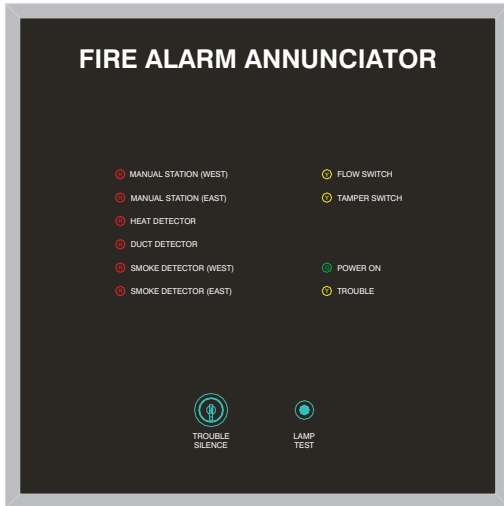 FIRE ALARM ANNUNCIATOR
R MANUAL STATION (WEST)
R MANUAL STATION (EAST)
R HEAT DETECTOR
R DUCT DETECTOR
R SMOKE DETECTOR (WEST)
R SMOKE DETECTOR (EAST)
Y FLOW SWITCH
Y TAMPER SWITCH
G POWER ON
Y TROUBLE
TROUBLE
SILENCE
LAMP
TEST